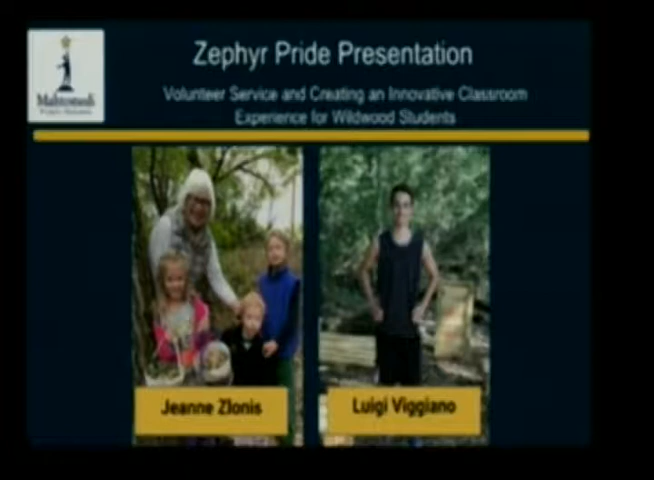 Zephyr Pride Presentation
Volunteer Service and Creating an Innovative Classroom
Experience for Wildwood Students
Mahtomedi
Jeanne Zlonis
Luigi Viggiano